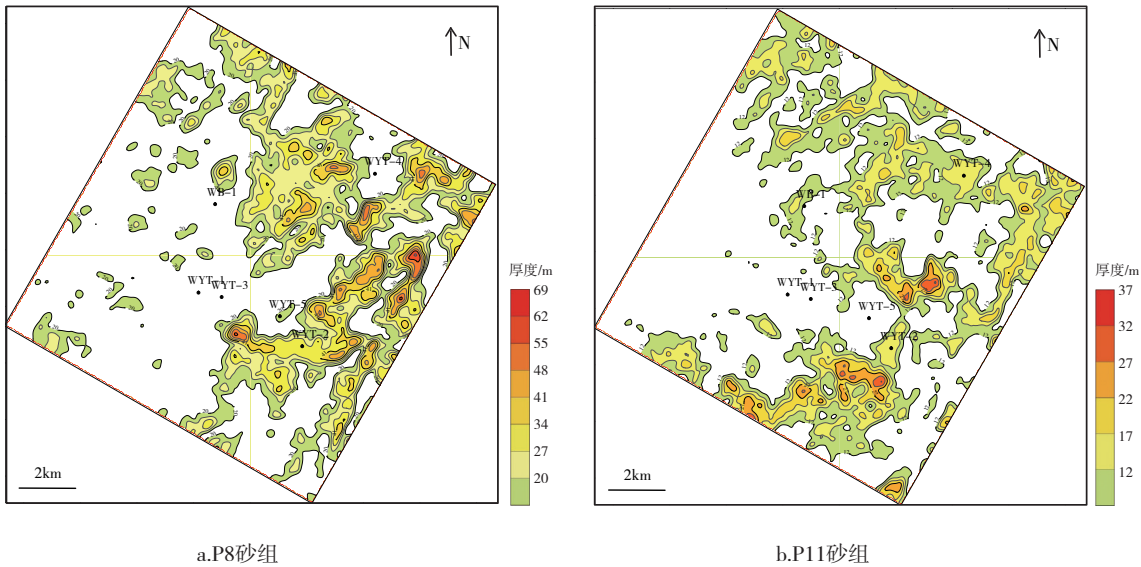 N
WYT-4
WB-1
WYT-1
WYT-3
WYT-5
WYT-2
2km
厚度/m
69
62
55
48
41
34
27
20
a.P8砂组
N
WYT-4
WB-1
WYT-1
WYT-3
WYT-5
WYT-2
2km
厚度/m
37
32
27
22
17
12
b.P11砂组